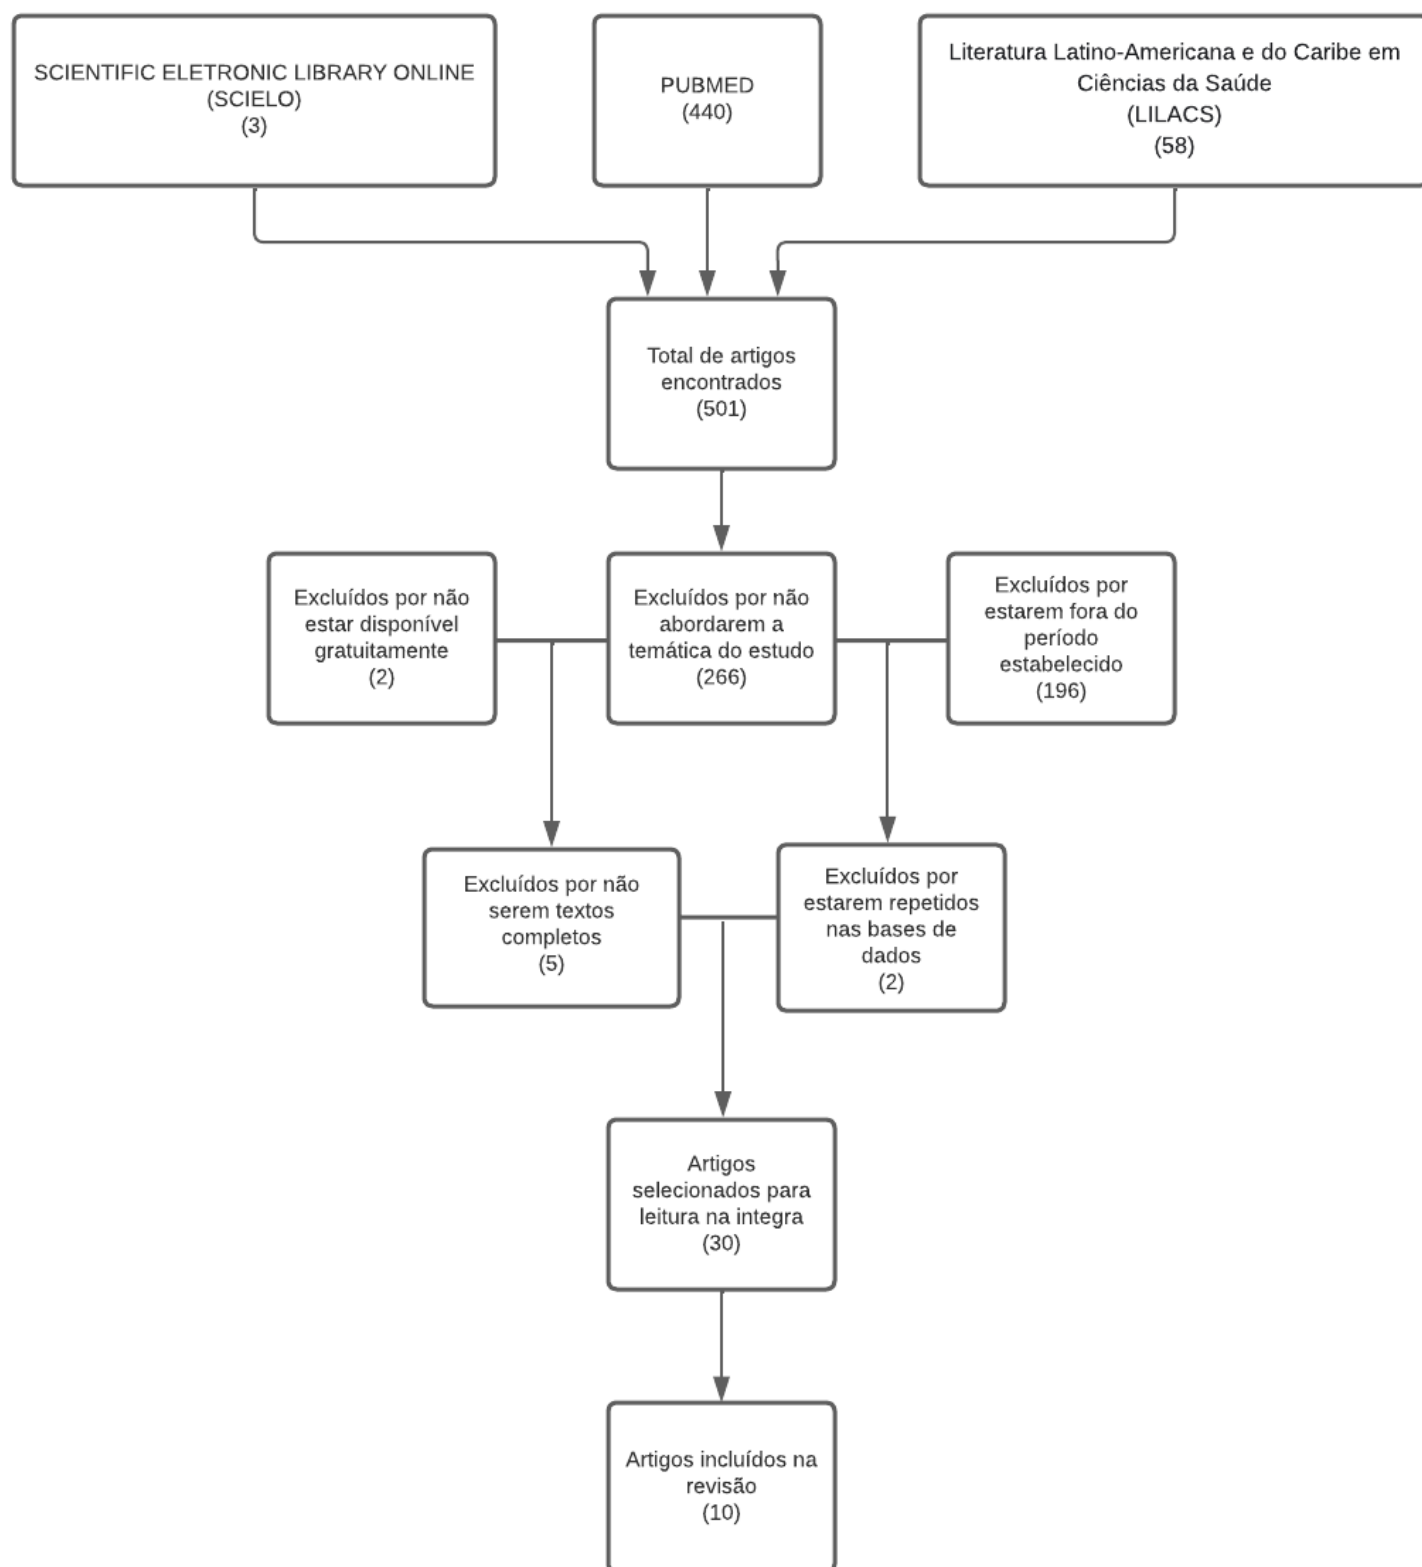 SCIENTIFIC ELETRONIC LIBRARY ONLINE
(SCIELO)
(3)
PUBMED
(440)
Literatura Latino-Americana e do Caribe em
Ciências da Saúde
(LILACS)
(58)
Total de artigos
encontrados
(501)
Excluídos por não
estar disponível
gratuitamente
(2)
Excluídos por não
abordarem a
temática do estudo
(266)
Excluídos por
estarem fora do
período
estabelecido
(196)
Excluídos por não
serem textos
completos
(5)
Excluídos por
estarem repetidos
nas bases de
dados
(2)
Artigos
selecionados para
leitura na integra
(30)
Artigos incluídos na
revisão
(10)